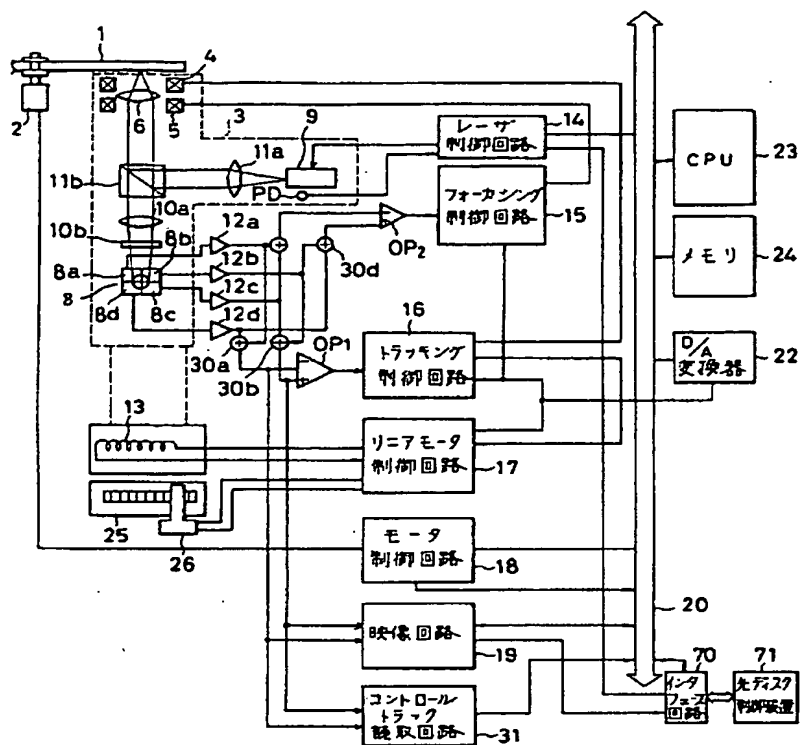 1
4
2
6
5
3
9
11a
レーザ
制御回路
14
CPU
23
11b
PD
フォーカシング
制御回路
15
10a
12a
OP2
10b
8b
8a
12b
30d
メモリ
24
8
12c
8d
8c
12d
16
30a
30b
OP1
トラッキング
制御回路
D/A
変換器
22
13
リニアモータ
制御回路
17
25
26
モータ
制御回路
18
20
映像回路
19
70
71
インタ
フェース
回路
光ディスク
制御装置
コントロール
トラック
読取回路
31